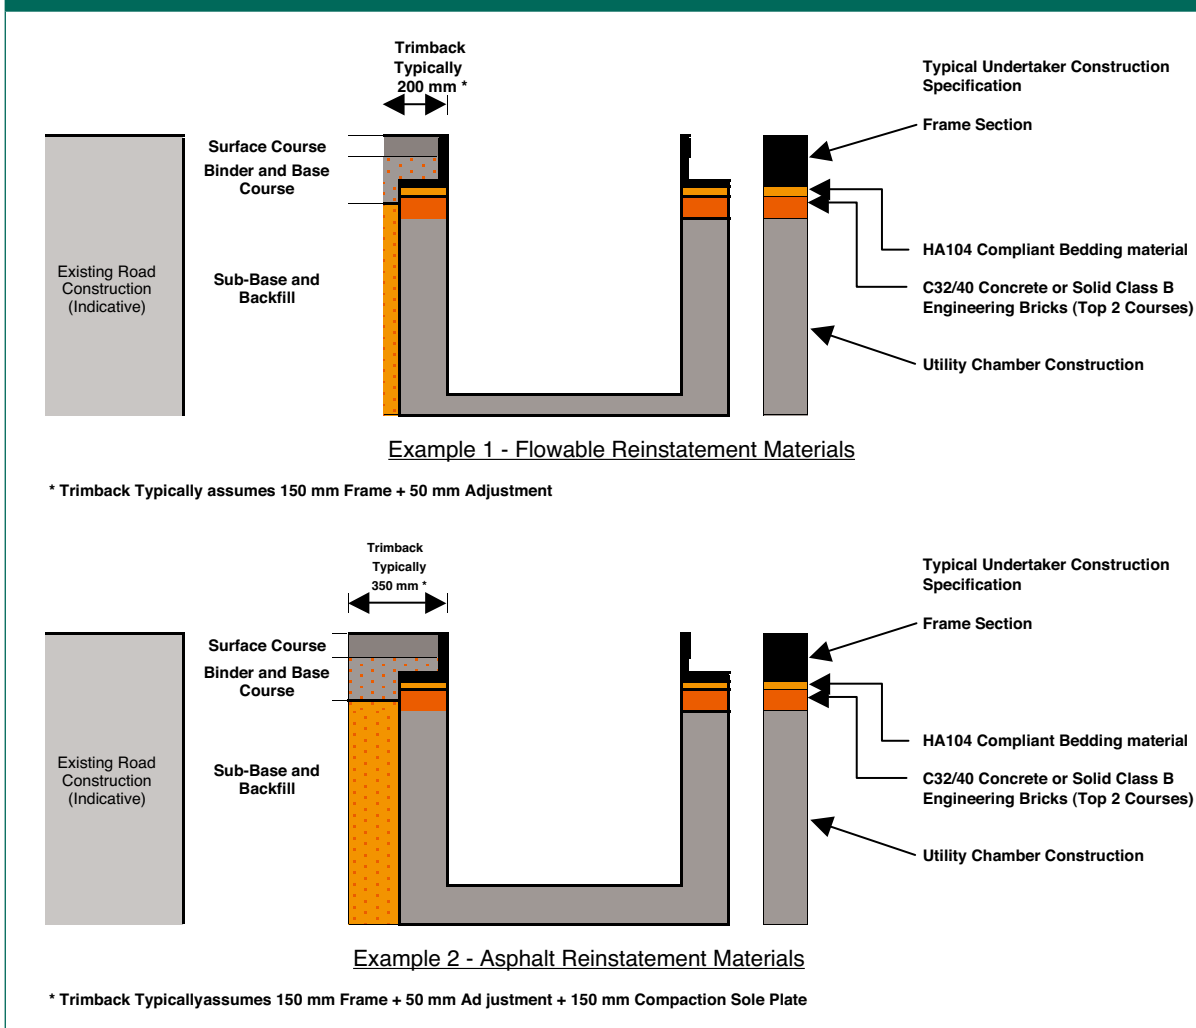 Trimback
Typically
200 mm *
Typical Undertaker Construction
Specification
Frame Section
Surface Course
Binder and Base
Course
HA104 Compliant Bedding material
Existing Road
Construction
(Indicative)
Sub-Base and
Backfill
C32/40 Concrete or Solid Class B
Engineering Bricks (Top 2 Courses)
Utility Chamber Construction
Example 1 - Flowable Reinstatement Materials
* Trimback Typically assumes 150 mm Frame + 50 mm Adjustment
Trimback
Typically
350 mm *
Typical Undertaker Construction
Specification
Frame Section
Surface Course
Binder and Base
Course
HA104 Compliant Bedding material
Existing Road
Construction
(Indicative)
Sub-Base and
Backfill
C32/40 Concrete or Solid Class B
Engineering Bricks (Top 2 Courses)
Utility Chamber Construction
Example 2 - Asphalt Reinstatement Materials
* Trimback Typicallyassumes 150 mm Frame + 50 mm Ad justment + 150 mm Compaction Sole Plate